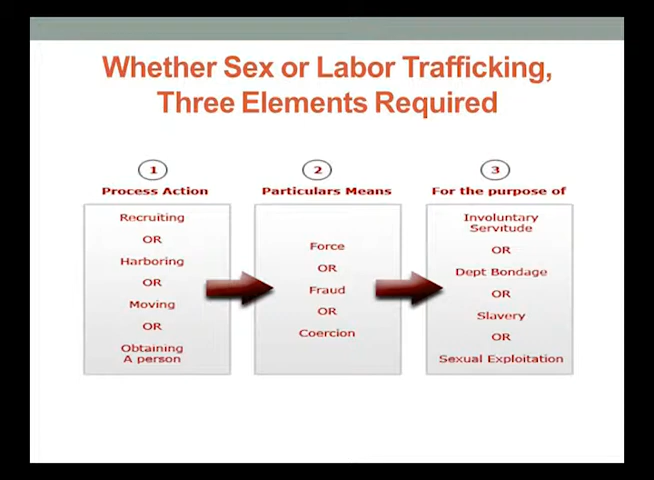 Whether Sex or Labor Trafficking,
Three Elements Required
1
Process Action
Recruiting
OR
Harboring
OR
Moving
OR
Obtaining
A person
2
Particulars Means
Force
OR
Fraud
OR
Coercion
3
For the purpose of
Involuntary
Servitude
OR
Dept Bondage
OR
Slavery
OR
Sexual Exploitation